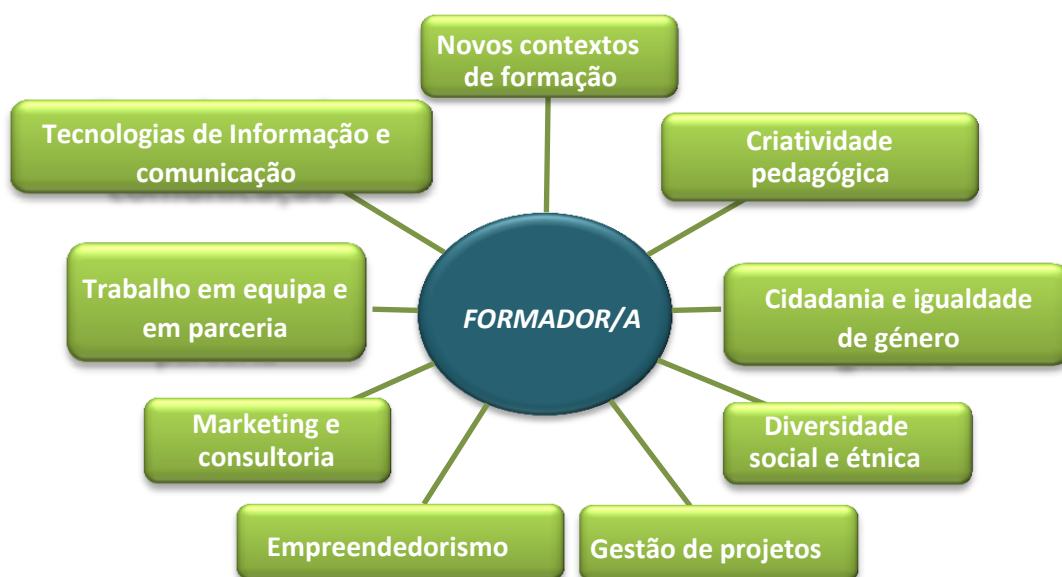 Novos contextos
de formação
Tecnologias de Informação e
comunicação
Criatividade
pedagógica
Trabalho em equipa e
em parceria
FORMADOR/A
Cidadania e igualdade
de género
Marketing e
consultoria
Diversidade
social e étnica
Empreendedorismo
Gestão de projetos